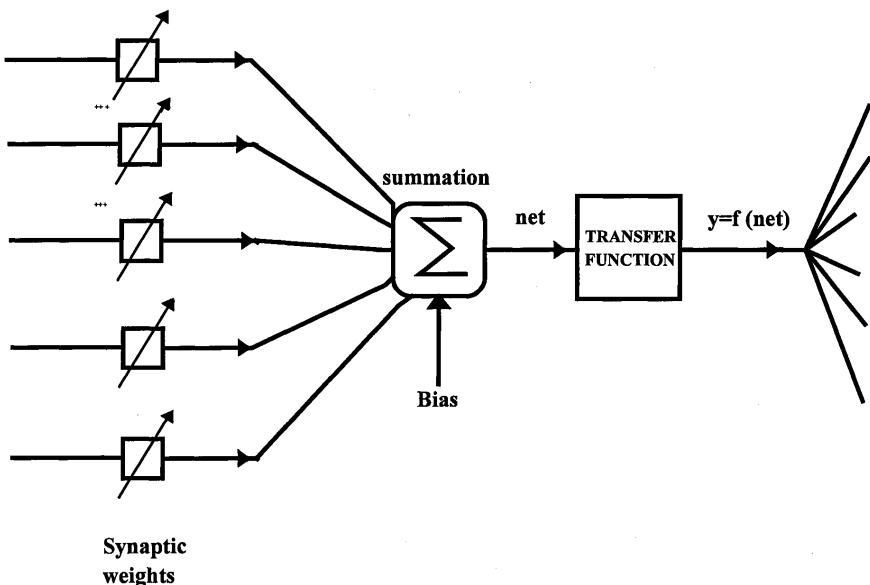 +++
+++
summation
Σ
net
TRANSFER
FUNCTION
y=f (net)
Bias
Synaptic
weights